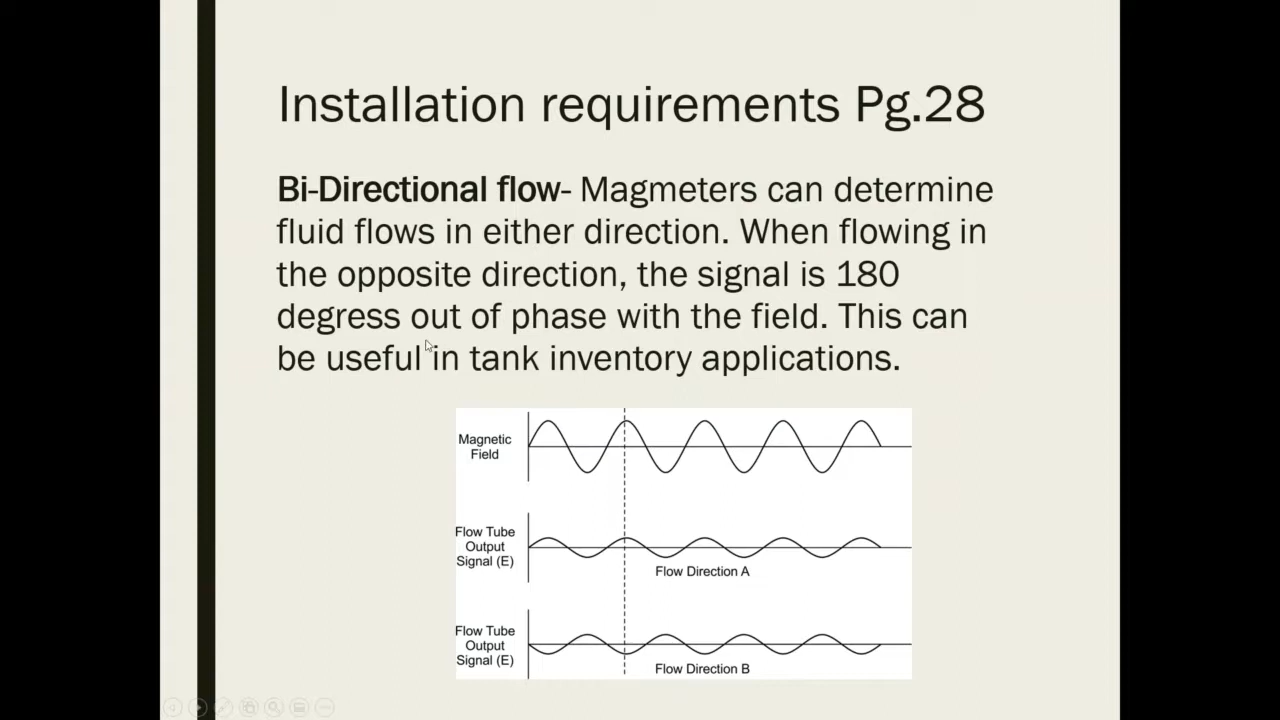 Installation requirements Pg.28
Bi-Directional flow- Magmeters can determine
fluid flows in either direction. When flowing in
the opposite direction, the signal is 180
degress out of phase with the field. This can
be useful in tank inventory applications.
Magnetic
Field
Flow Tube
Output
Signal (E)
Flow Direction A
Flow Tube
Output
Signal (E)
Flow Direction B